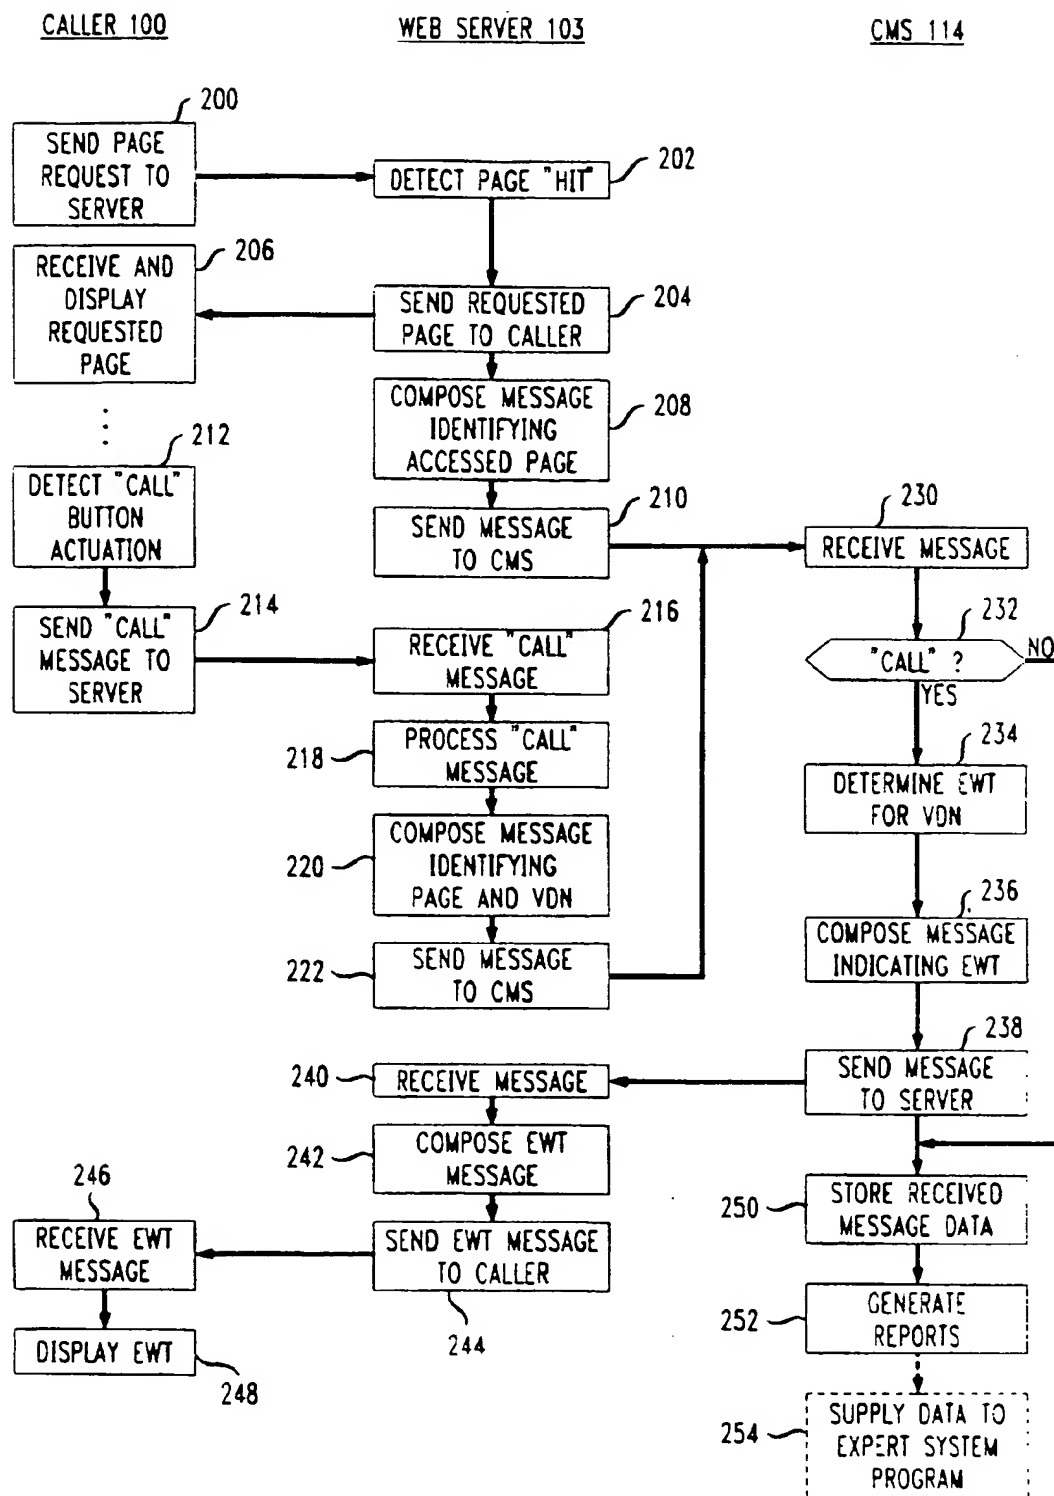 CALLER 100
WEB SERVER 103
CMS 114
200
SEND PAGE
REQUEST TO
SERVER
DETECT PAGE "HIT"
202
206
RECEIVE AND
DISPLAY
REQUESTED
PAGE
SEND REQUESTED
PAGE TO CALLER
204
COMPOSE MESSAGE
IDENTIFYING
ACCESSED PAGE
208
212
DETECT "CALL"
BUTTON
ACTUATION
210
SEND MESSAGE
TO CMS
230
RECEIVE MESSAGE
214
SEND "CALL"
MESSAGE TO
SERVER
216
RECEIVE "CALL"
MESSAGE
232
"CALL" ?
NO
YES
218
PROCESS "CALL"
MESSAGE
234
DETERMINE EWT
FOR VDN
220
COMPOSE MESSAGE
IDENTIFYING
PAGE AND VDN
236
COMPOSE MESSAGE
INDICATING EWT
222
SEND MESSAGE
TO CMS
238
SEND MESSAGE
TO SERVER
240
RECEIVE MESSAGE
242
COMPOSE EWT
MESSAGE
246
RECEIVE EWT
MESSAGE
SEND EWT MESSAGE
TO CALLER
244
250
STORE RECEIVED
MESSAGE DATA
DISPLAY EWT
248
252
GENERATE
REPORTS
254
SUPPLY DATA TO
EXPERT SYSTEM
PROGRAM